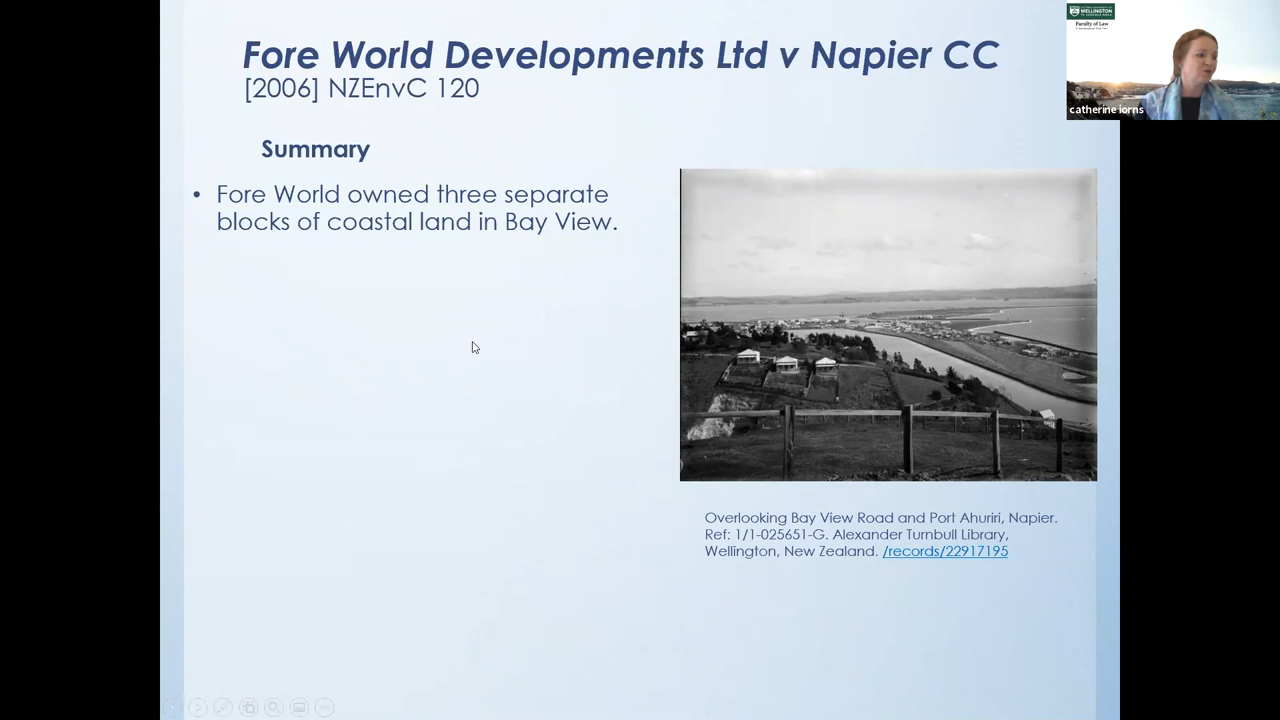 Fore World Developments Ltd v Napier CC
[2006] NZEnvC 120
Summary
• Fore World owned three separate
blocks of coastal land in Bay View.
Overlooking Bay View Road and Port Ahuriri, Napier.
Ref: 1/1-025651-G. Alexander Turnbull Library,
Wellington, New Zealand. /records/22917195
WELLINGTON
Faculty of Law
catherine iorns